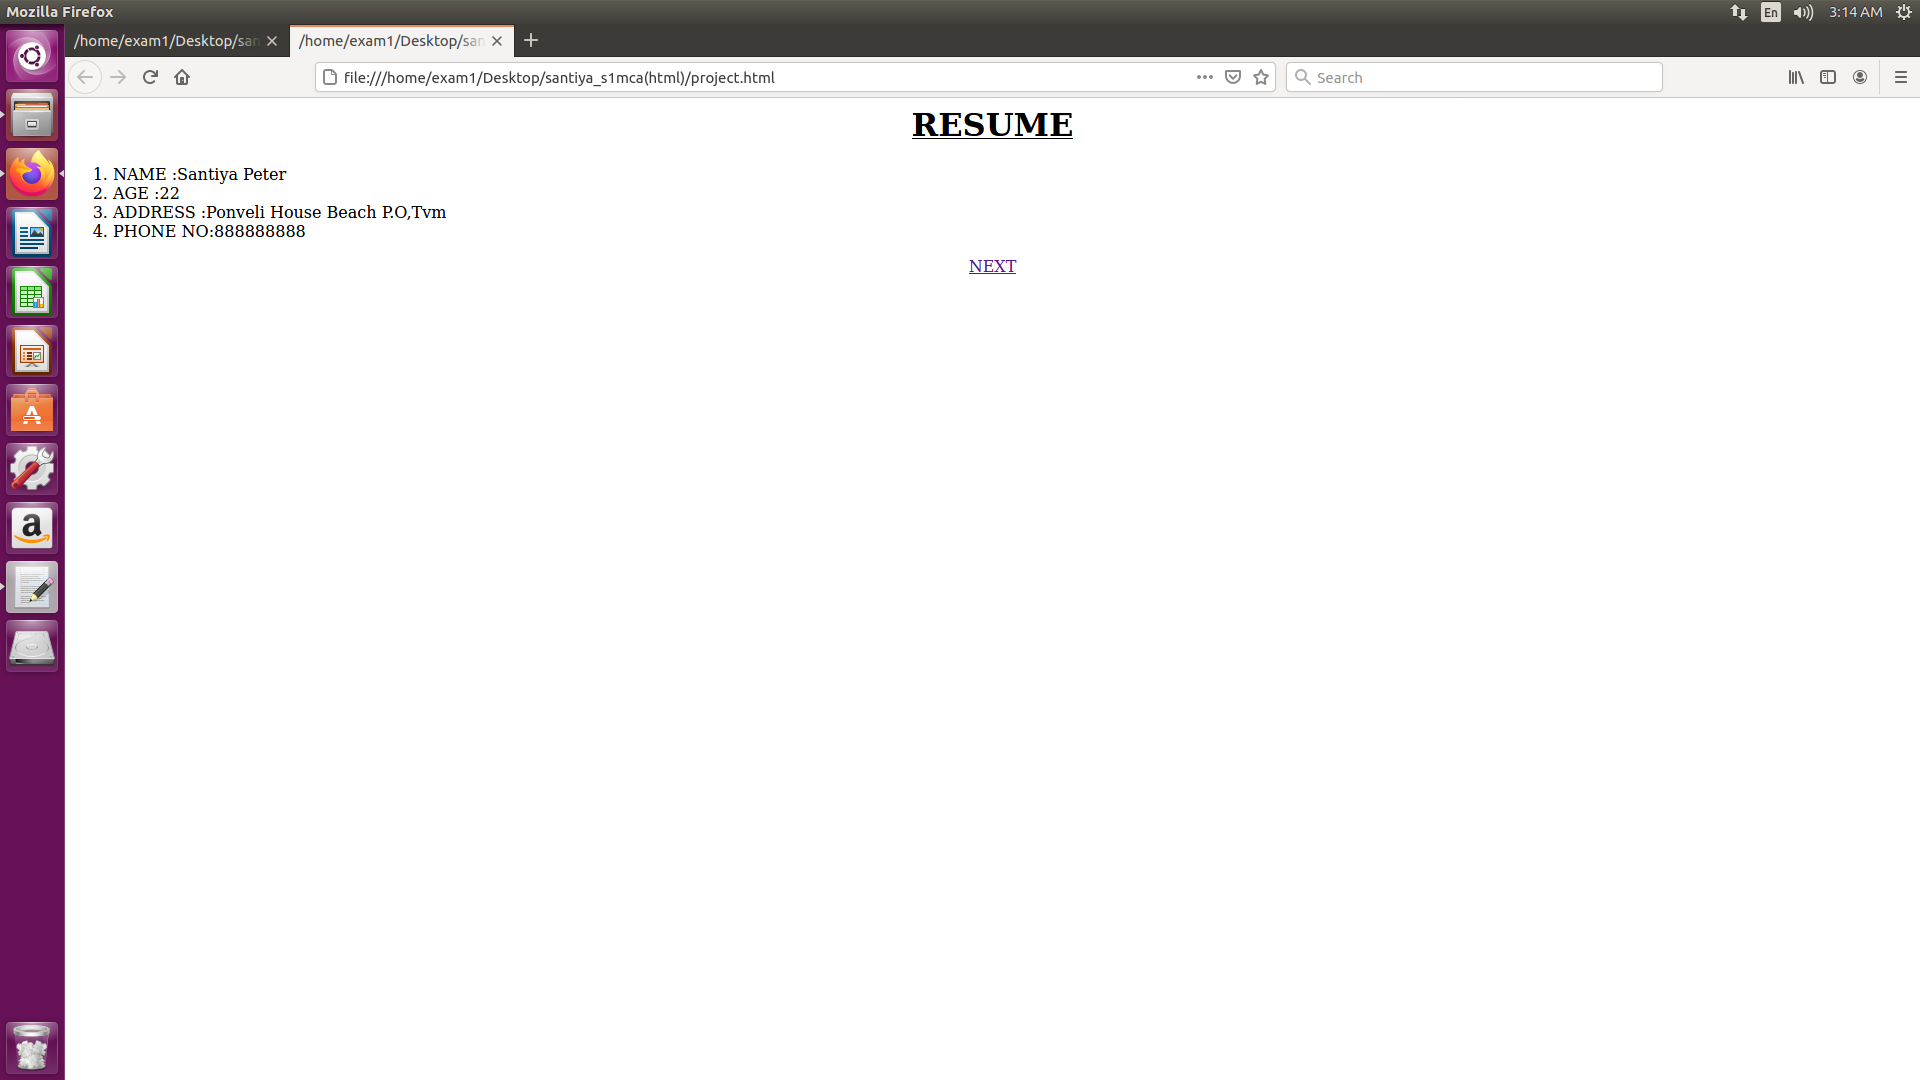 Mozilla Firefox
En
3:14 AM
/home/exam1/Desktop/san
/home/exam1/Desktop/san
file:///home/exam1/Desktop/santiya_s1mca(html)/project.html
Search
RESUME
1. NAME :Santiya Peter
2. AGE :22
3. ADDRESS :Ponveli House Beach P.O,Tvm
4. PHONE NO:888888888
NEXT